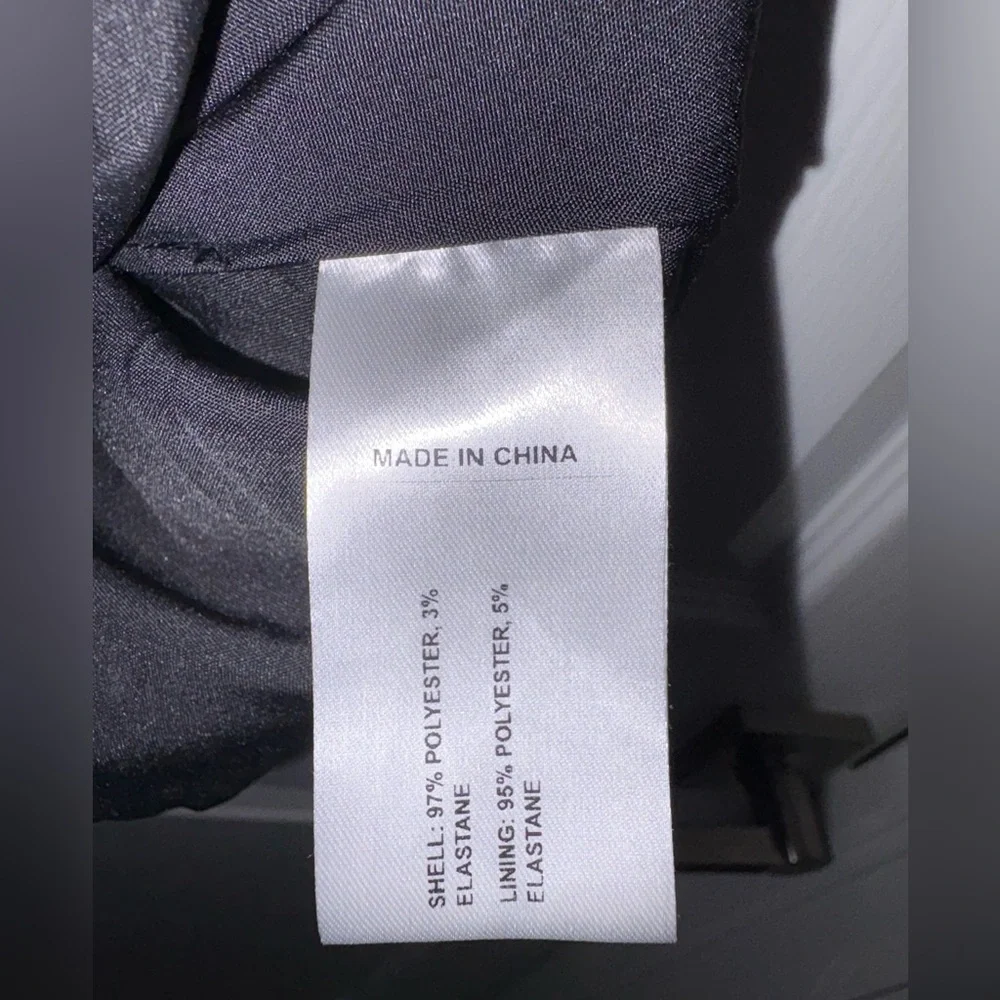 MADE IN CHINA
SHELL: 97% POLYESTER, 3%
ELASTANE
LINING: 95% POLYESTER, 5%
ELASTANE